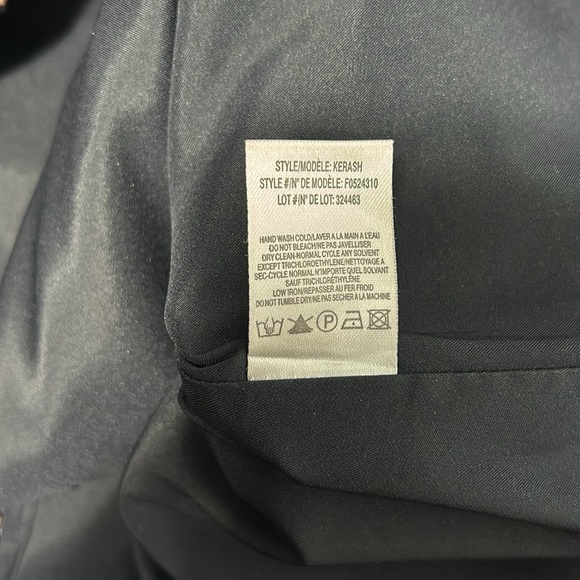 STYLE/MODÈLE: KERASH
STYLE #/N° DE MODÈLE: F0524310
LOT #/N° DE LOT: 324463
HAND WASH COLD/LAVER A LA MAIN A L'EAU
DO NOT BLEACH/NE PAS JAVELLISER
DRY CLEAN-NORMAL CYCLE ANY SOLVENT
EXCEPT TRICHLOROETHYLENE/NETTOYAGE A
SEC-CYCLE NORMAL N'IMPORTE QUEL SOLVANT
SAUF TRICHLORÉTHYLÈNE
LOW IRON/REPASSER AU FER FROID
DO NOT TUMBLE DRY/NE PAS SÉCHER A LA MACHINE
P